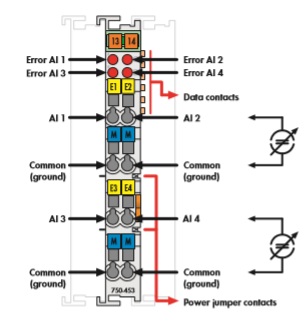 13 14
Error AI 1 Error AI 2
Error AI 3 Error AI 4
E1 E2
Data contacts
AI 1 AI 2
M M
Common (ground) Common (ground)
E3 E4
AI 3 AI 4
M M
Common (ground) Common (ground)
750-453
Power jumper contacts